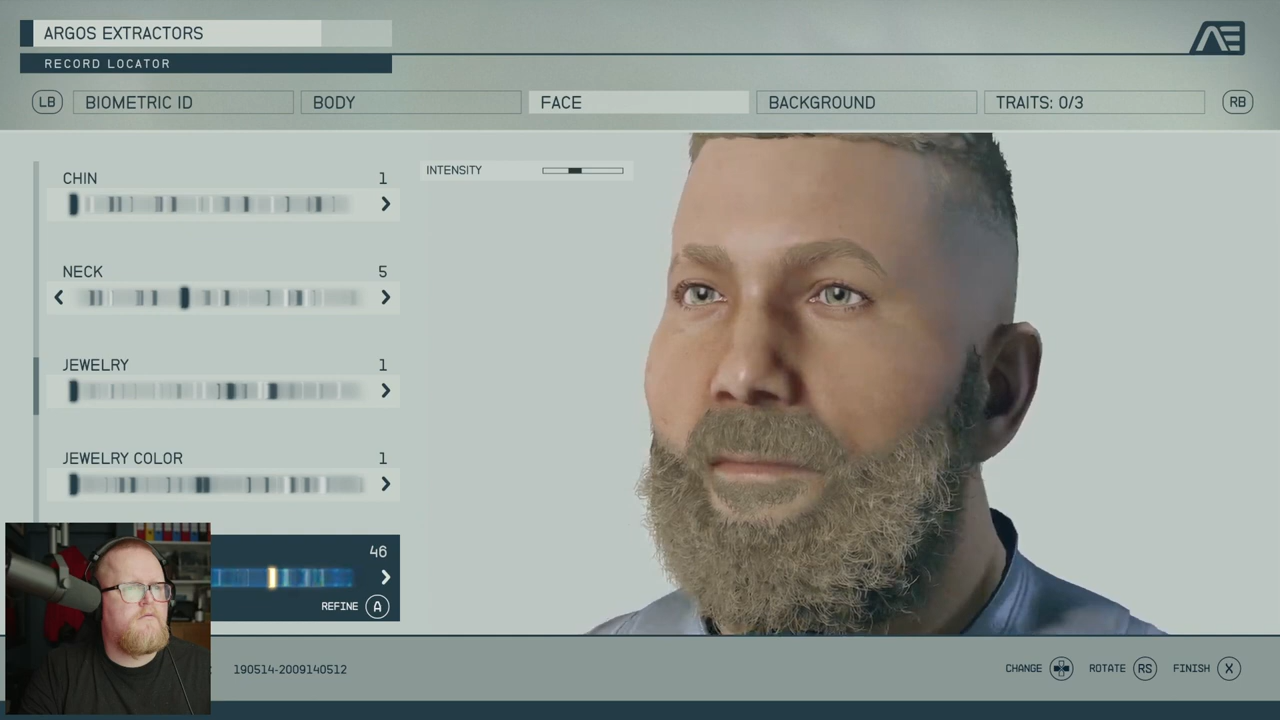 ARGOS EXTRACTORS
RECORD LOCATOR
AE
LB BIOMETRIC ID BODY FACE BACKGROUND TRAITS: 0/3 RB
INTENSITY
CHIN 1
NECK 5
JEWELRY 1
JEWELRY COLOR 1
46
REFINE A
190514-2009140512
CHANGE ROTATE RS FINISH X